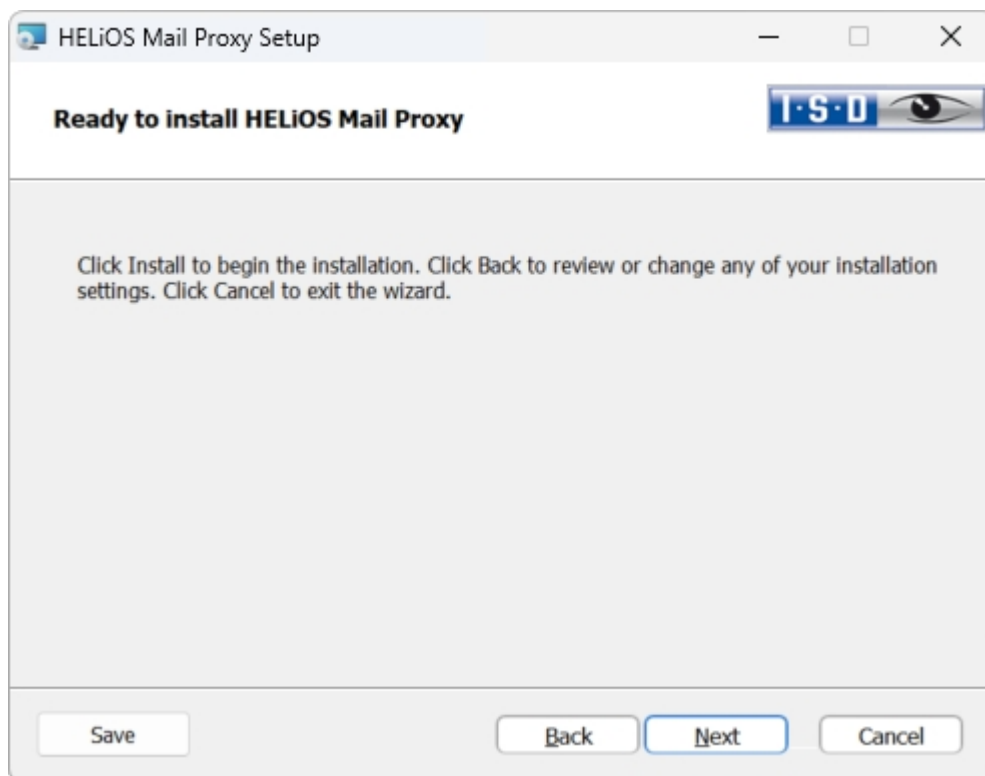 HELiOS Mail Proxy Setup
Ready to install HELiOS Mail Proxy
I·S·D
Click Install to begin the installation. Click Back to review or change any of your installation
settings. Click Cancel to exit the wizard.
Save
Back
Next
Cancel